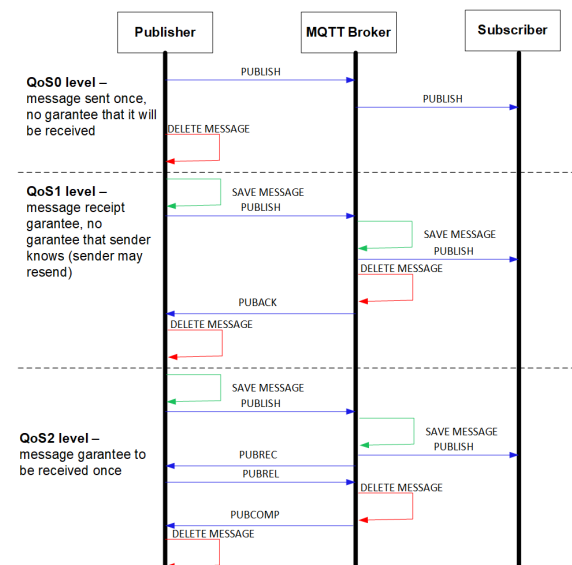 Publisher
MQTT Broker
Subscriber
PUBLISH
QoS0 level –
message sent once,
no garantee that it will
be received
PUBLISH
DELETE MESSAGE
QoS1 level –
message receipt
garantee, no
garantee that sender
knows (sender may
resend)
SAVE MESSAGE
PUBLISH
SAVE MESSAGE
PUBLISH
DELETE MESSAGE
PUBACK
DELETE MESSAGE
SAVE MESSAGE
PUBLISH
QoS2 level –
message garantee to
be received once
SAVE MESSAGE
PUBLISH
PUBREC
PUBREL
DELETE MESSAGE
PUBCOMP
DELETE MESSAGE